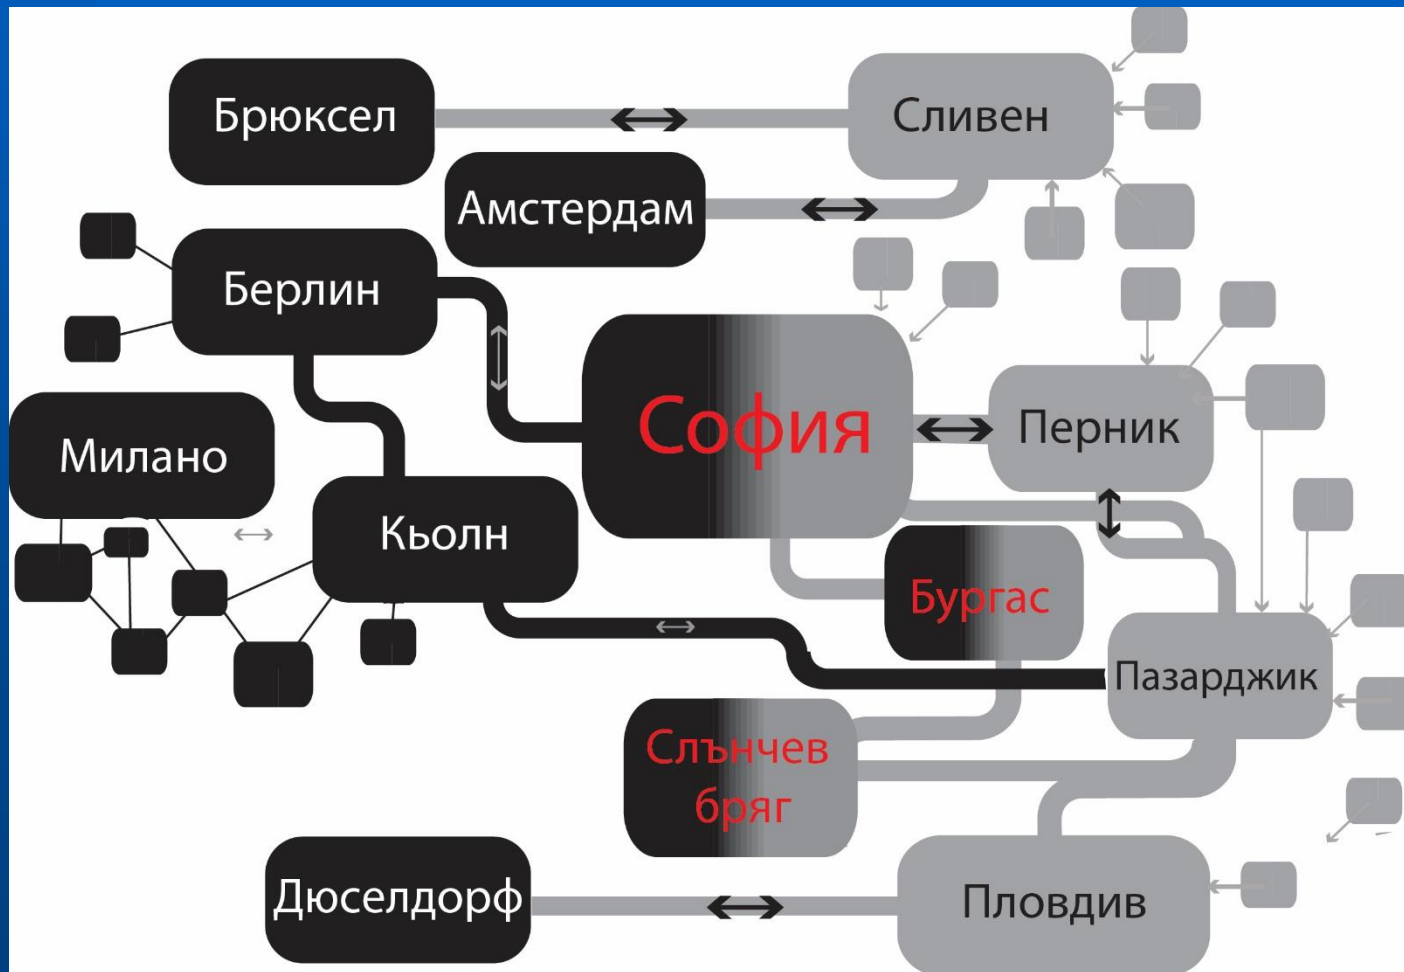 Брюксел
Сливен
Амстердам
Берлин
София
Перник
Милано
Кьолн
Бургас
Пазарджик
Слънчев
бряг
Дюселдорф
Пловдив